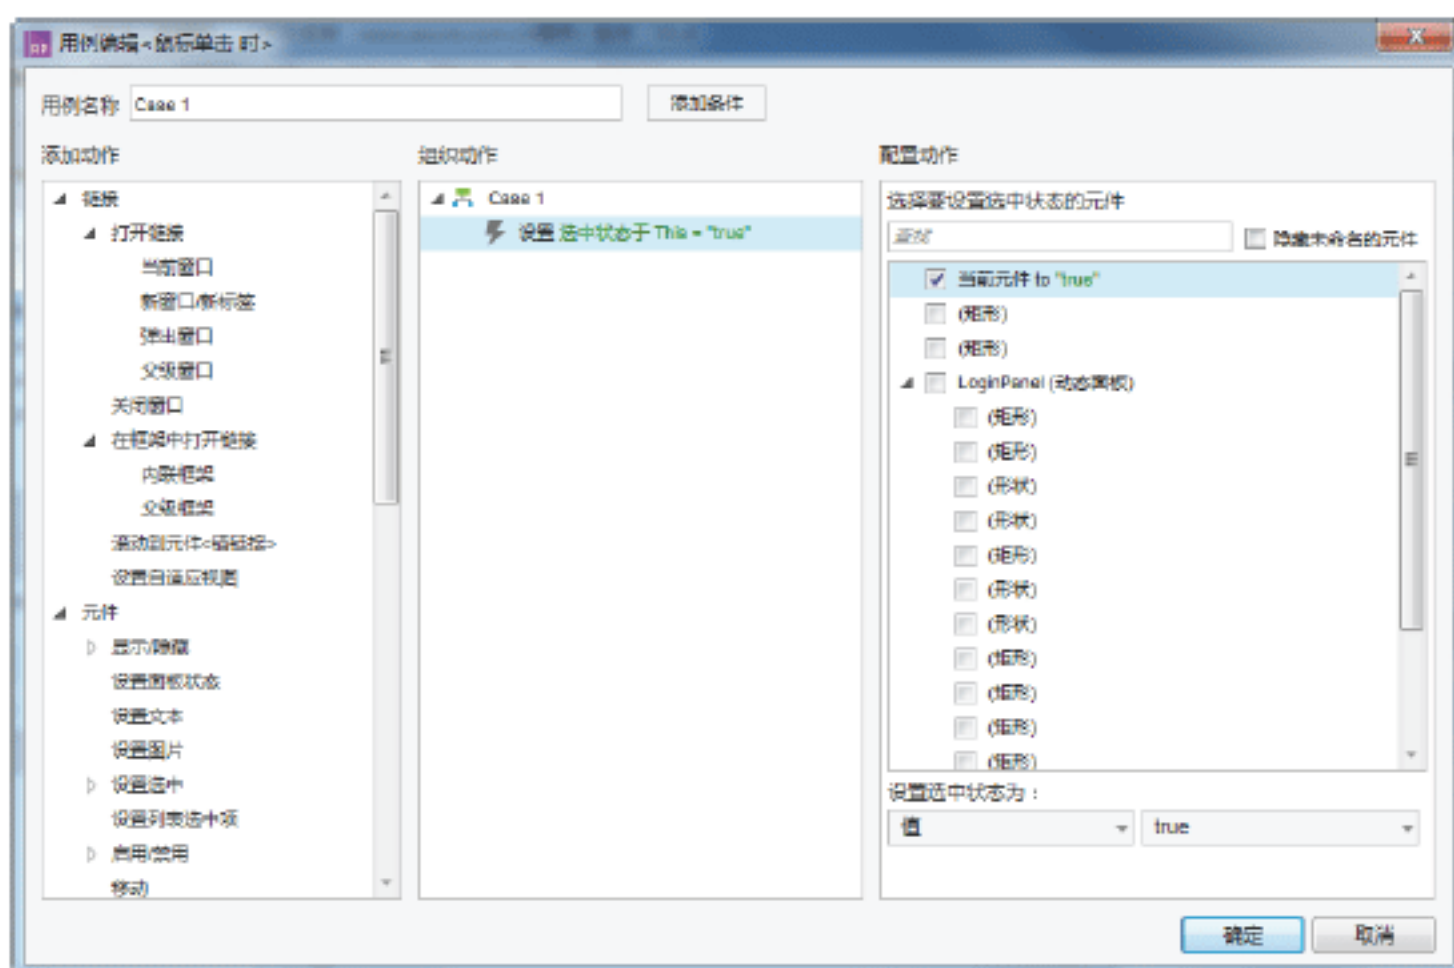 用例编辑<鼠标单击 时>
用例名称 Case 1 添加条件
添加动作
链接
打开链接
当前窗口
新窗口/新标签
弹出窗口
父级窗口
关闭窗口
在框架中打开链接
内联框架
父级框架
滚动到元件<锚链接>
设置自适应视图
元件
显示/隐藏
设置面板状态
设置文本
设置图片
设置选中
设置列表选中项
启用/禁用
移动
组织动作
Case 1
设置 选中状态于 This = "true"
配置动作
选择要设置选中状态的元件
查找 隐藏未命名的元件
当前元件 to "true"
(矩形)
(矩形)
LoginPanel (动态面板)
(矩形)
(矩形)
(形状)
(形状)
(矩形)
(形状)
(形状)
(矩形)
(矩形)
(矩形)
(矩形)
设置选中状态为：
值 true
确定 取消